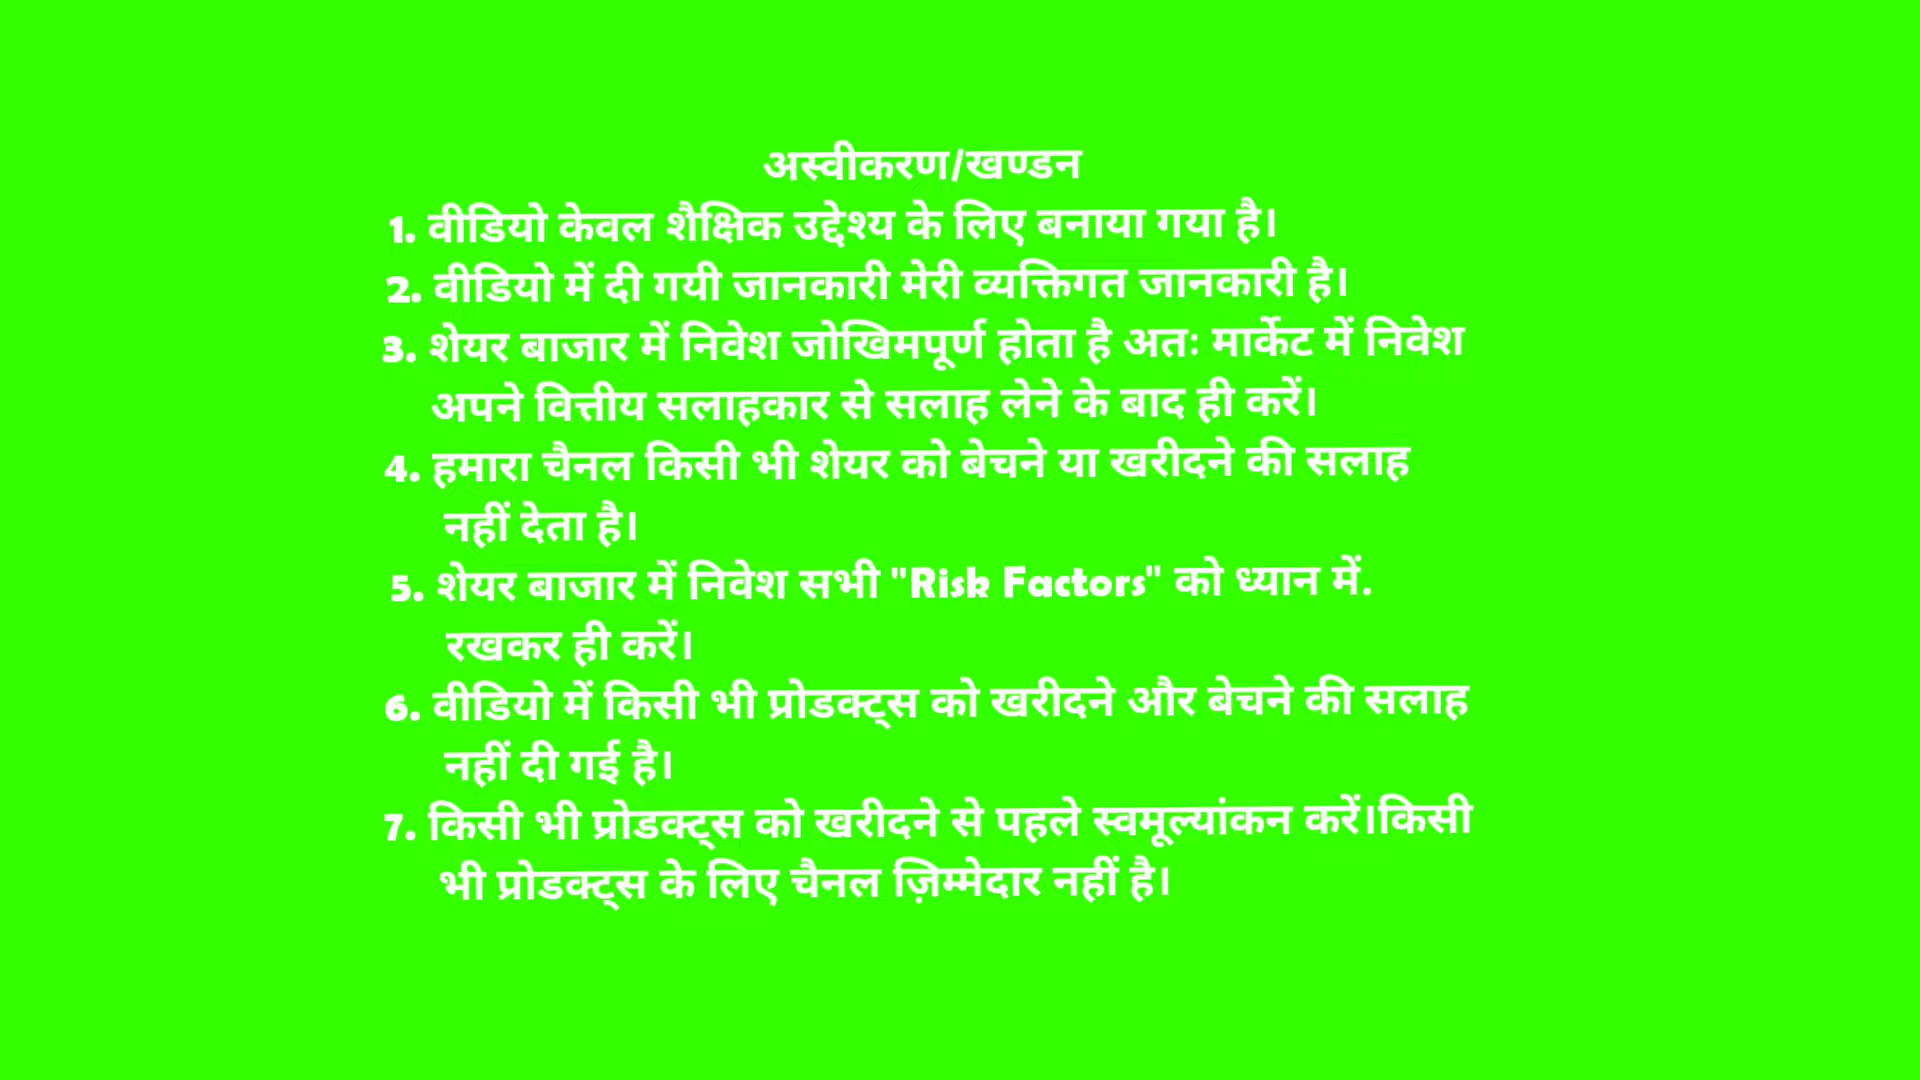 अस्वीकरण/खण्डन
1. वीडियो केवल शैक्षिक उद्देश्य के लिए बनाया गया है।
2. वीडियो में दी गयी जानकारी मेरी व्यक्तिगत जानकारी है।
3. शेयर बाजार में निवेश जोखिमपूर्ण होता है अतः मार्केट में निवेश
अपने वित्तीय सलाहकार से सलाह लेने के बाद ही करें।
4. हमारा चैनल किसी भी शेयर को बेचने या खरीदने की सलाह
नहीं देता है।
5. शेयर बाजार में निवेश सभी "Risk Factors" को ध्यान में.
रखकर ही करें।
6. वीडियो में किसी भी प्रोडक्ट्स को खरीदने और बेचने की सलाह
नहीं दी गई है।
7. किसी भी प्रोडक्ट्स को खरीदने से पहले स्वमूल्यांकन करें।किसी
भी प्रोडक्ट्स के लिए चैनल ज़िम्मेदार नहीं है।